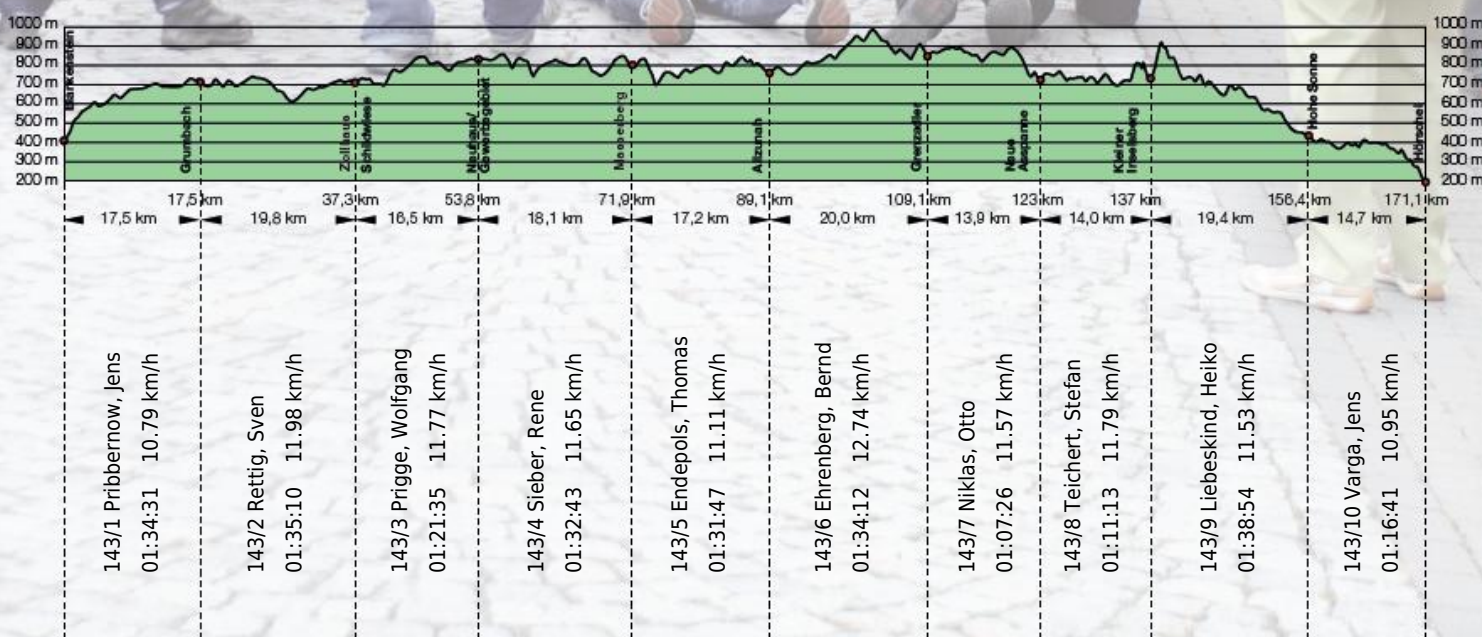 1000 m
900 m
800 m
700 m
600 m
500 m
400 m
300 m
200 m
1000 m
900 m
800 m
700 m
600 m
500 m
400 m
300 m
200 m
Blankenstein
Grumbach
Zollhaus
Schildwiese
Neuhaus/
Masserberg
Allzunah
Grenzadler
Neue
Ausspanne
Kleiner
Inselsberg
Hohe Sonne
Hörschel
17,5 km 37,3 km 53,8 km 71,9 km 89,1 km 109,1 km 123 km 137 km 156,4 km 171,1 km
17,5 km 19,8 km 16,5 km 18,1 km 17,2 km 20,0 km 13,9 km 14,0 km 19,4 km 14,7 km
143/1 Pribbernow, Jens
01:34:31 10.79 km/h
143/2 Rettig, Sven
01:35:10 11.98 km/h
143/3 Prigge, Wolfgang
01:21:35 11.77 km/h
143/4 Sieber, Rene
01:32:43 11.65 km/h
143/5 Endepols, Thomas
01:31:47 11.11 km/h
143/6 Ehrenberg, Bernd
01:34:12 12.74 km/h
143/7 Niklas, Otto
01:07:26 11.57 km/h
143/8 Teichert, Stefan
01:11:13 11.79 km/h
143/9 Liebeskind, Heiko
01:38:54 11.53 km/h
143/10 Varga, Jens
01:16:41 10.95 km/h